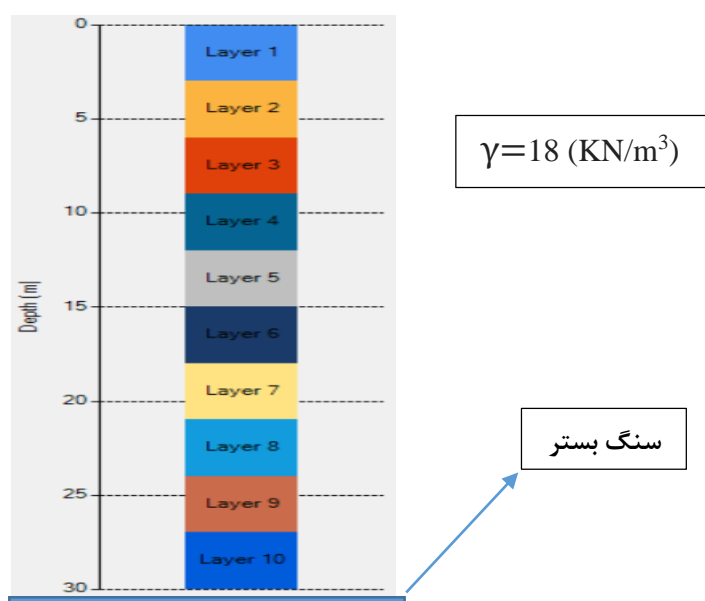 0
Layer 1
Layer 2
5
Layer 3
10
Layer 4
Layer 5
15
Layer 6
Layer 7
20
Layer 8
25
Layer 9
Layer 10
30
Depth (m)
γ=18 (KN/m³)
سنگ بستر